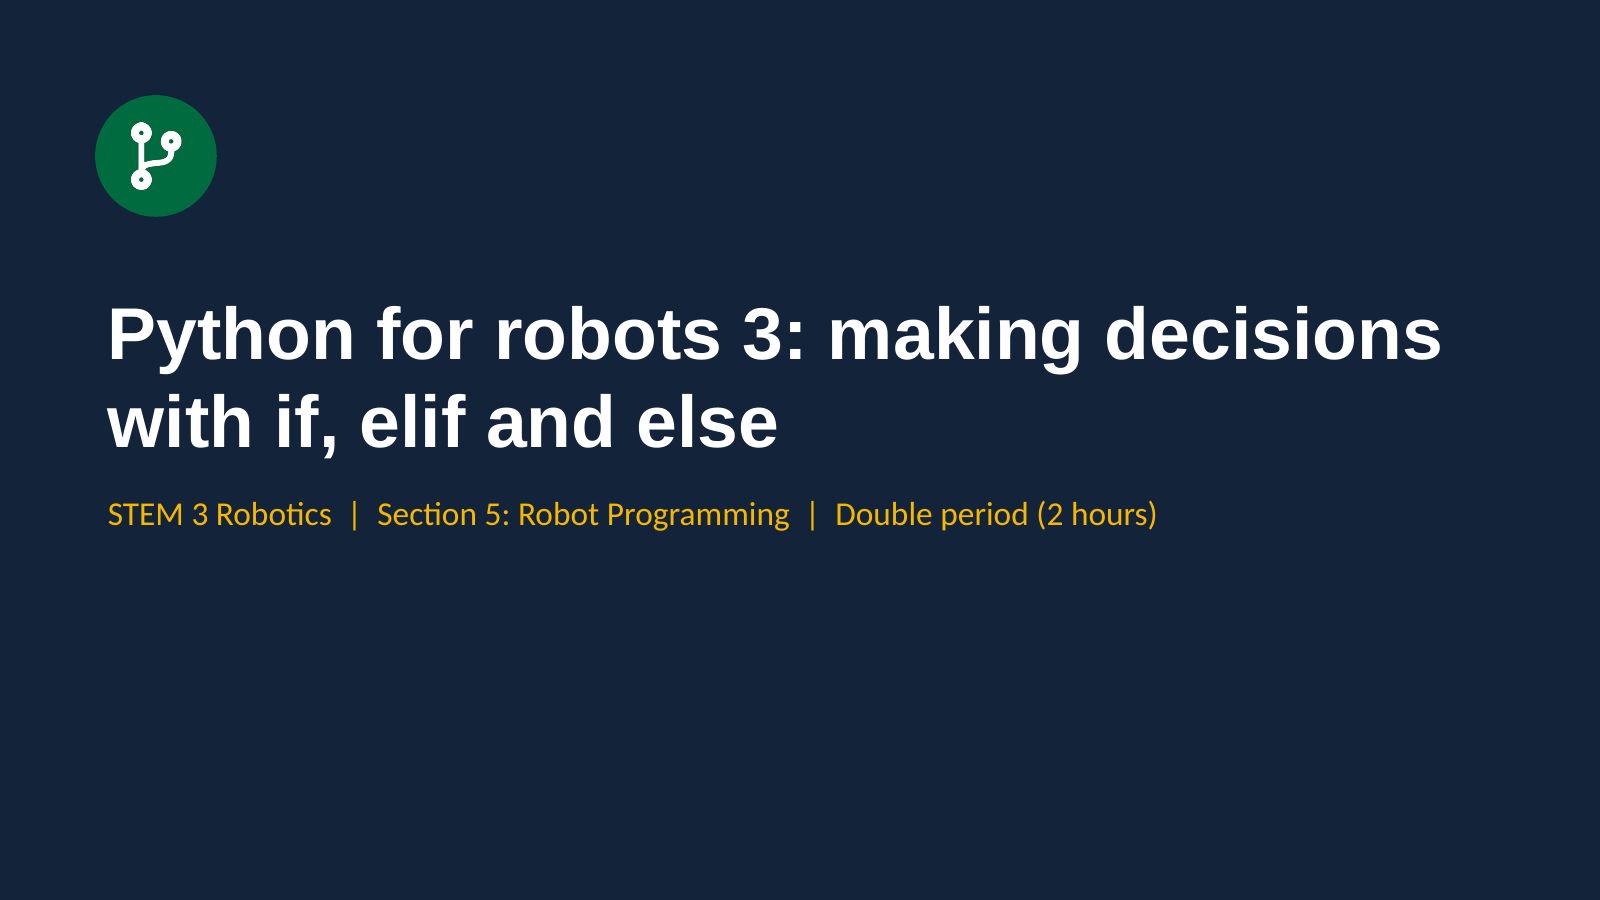 Python for robots 3: making decisions
with if, elif and else
STEM 3 Robotics | Section 5: Robot Programming | Double period (2 hours)